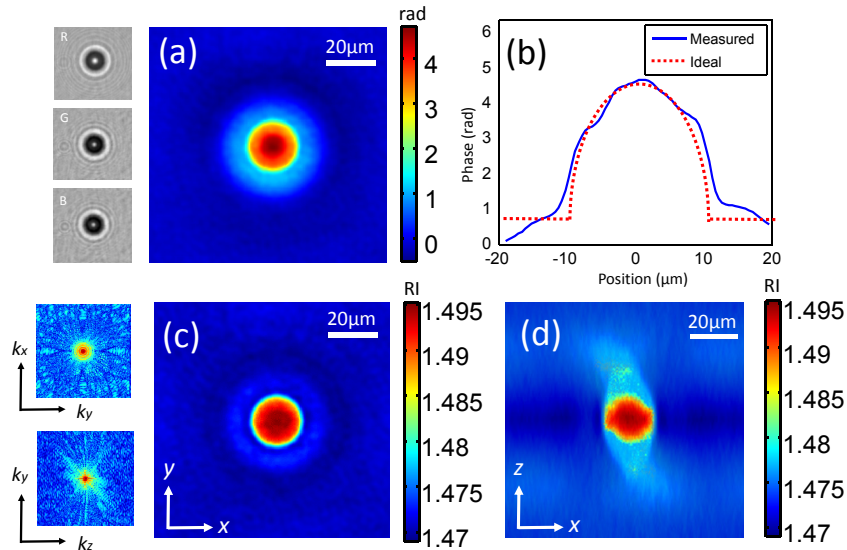 R
G
B
(a)
20µm
rad
4
3
2
1
0
(b)
Measured
Ideal
Phase (rad)
6
5
4
3
2
1
0
-20
-10
0
10
20
Position (µm)
kx
ky
ky
kz
(c)
20µm
y
x
RI
1.495
1.49
1.485
1.48
1.475
1.47
(d)
20µm
z
x
RI
1.495
1.49
1.485
1.48
1.475
1.47